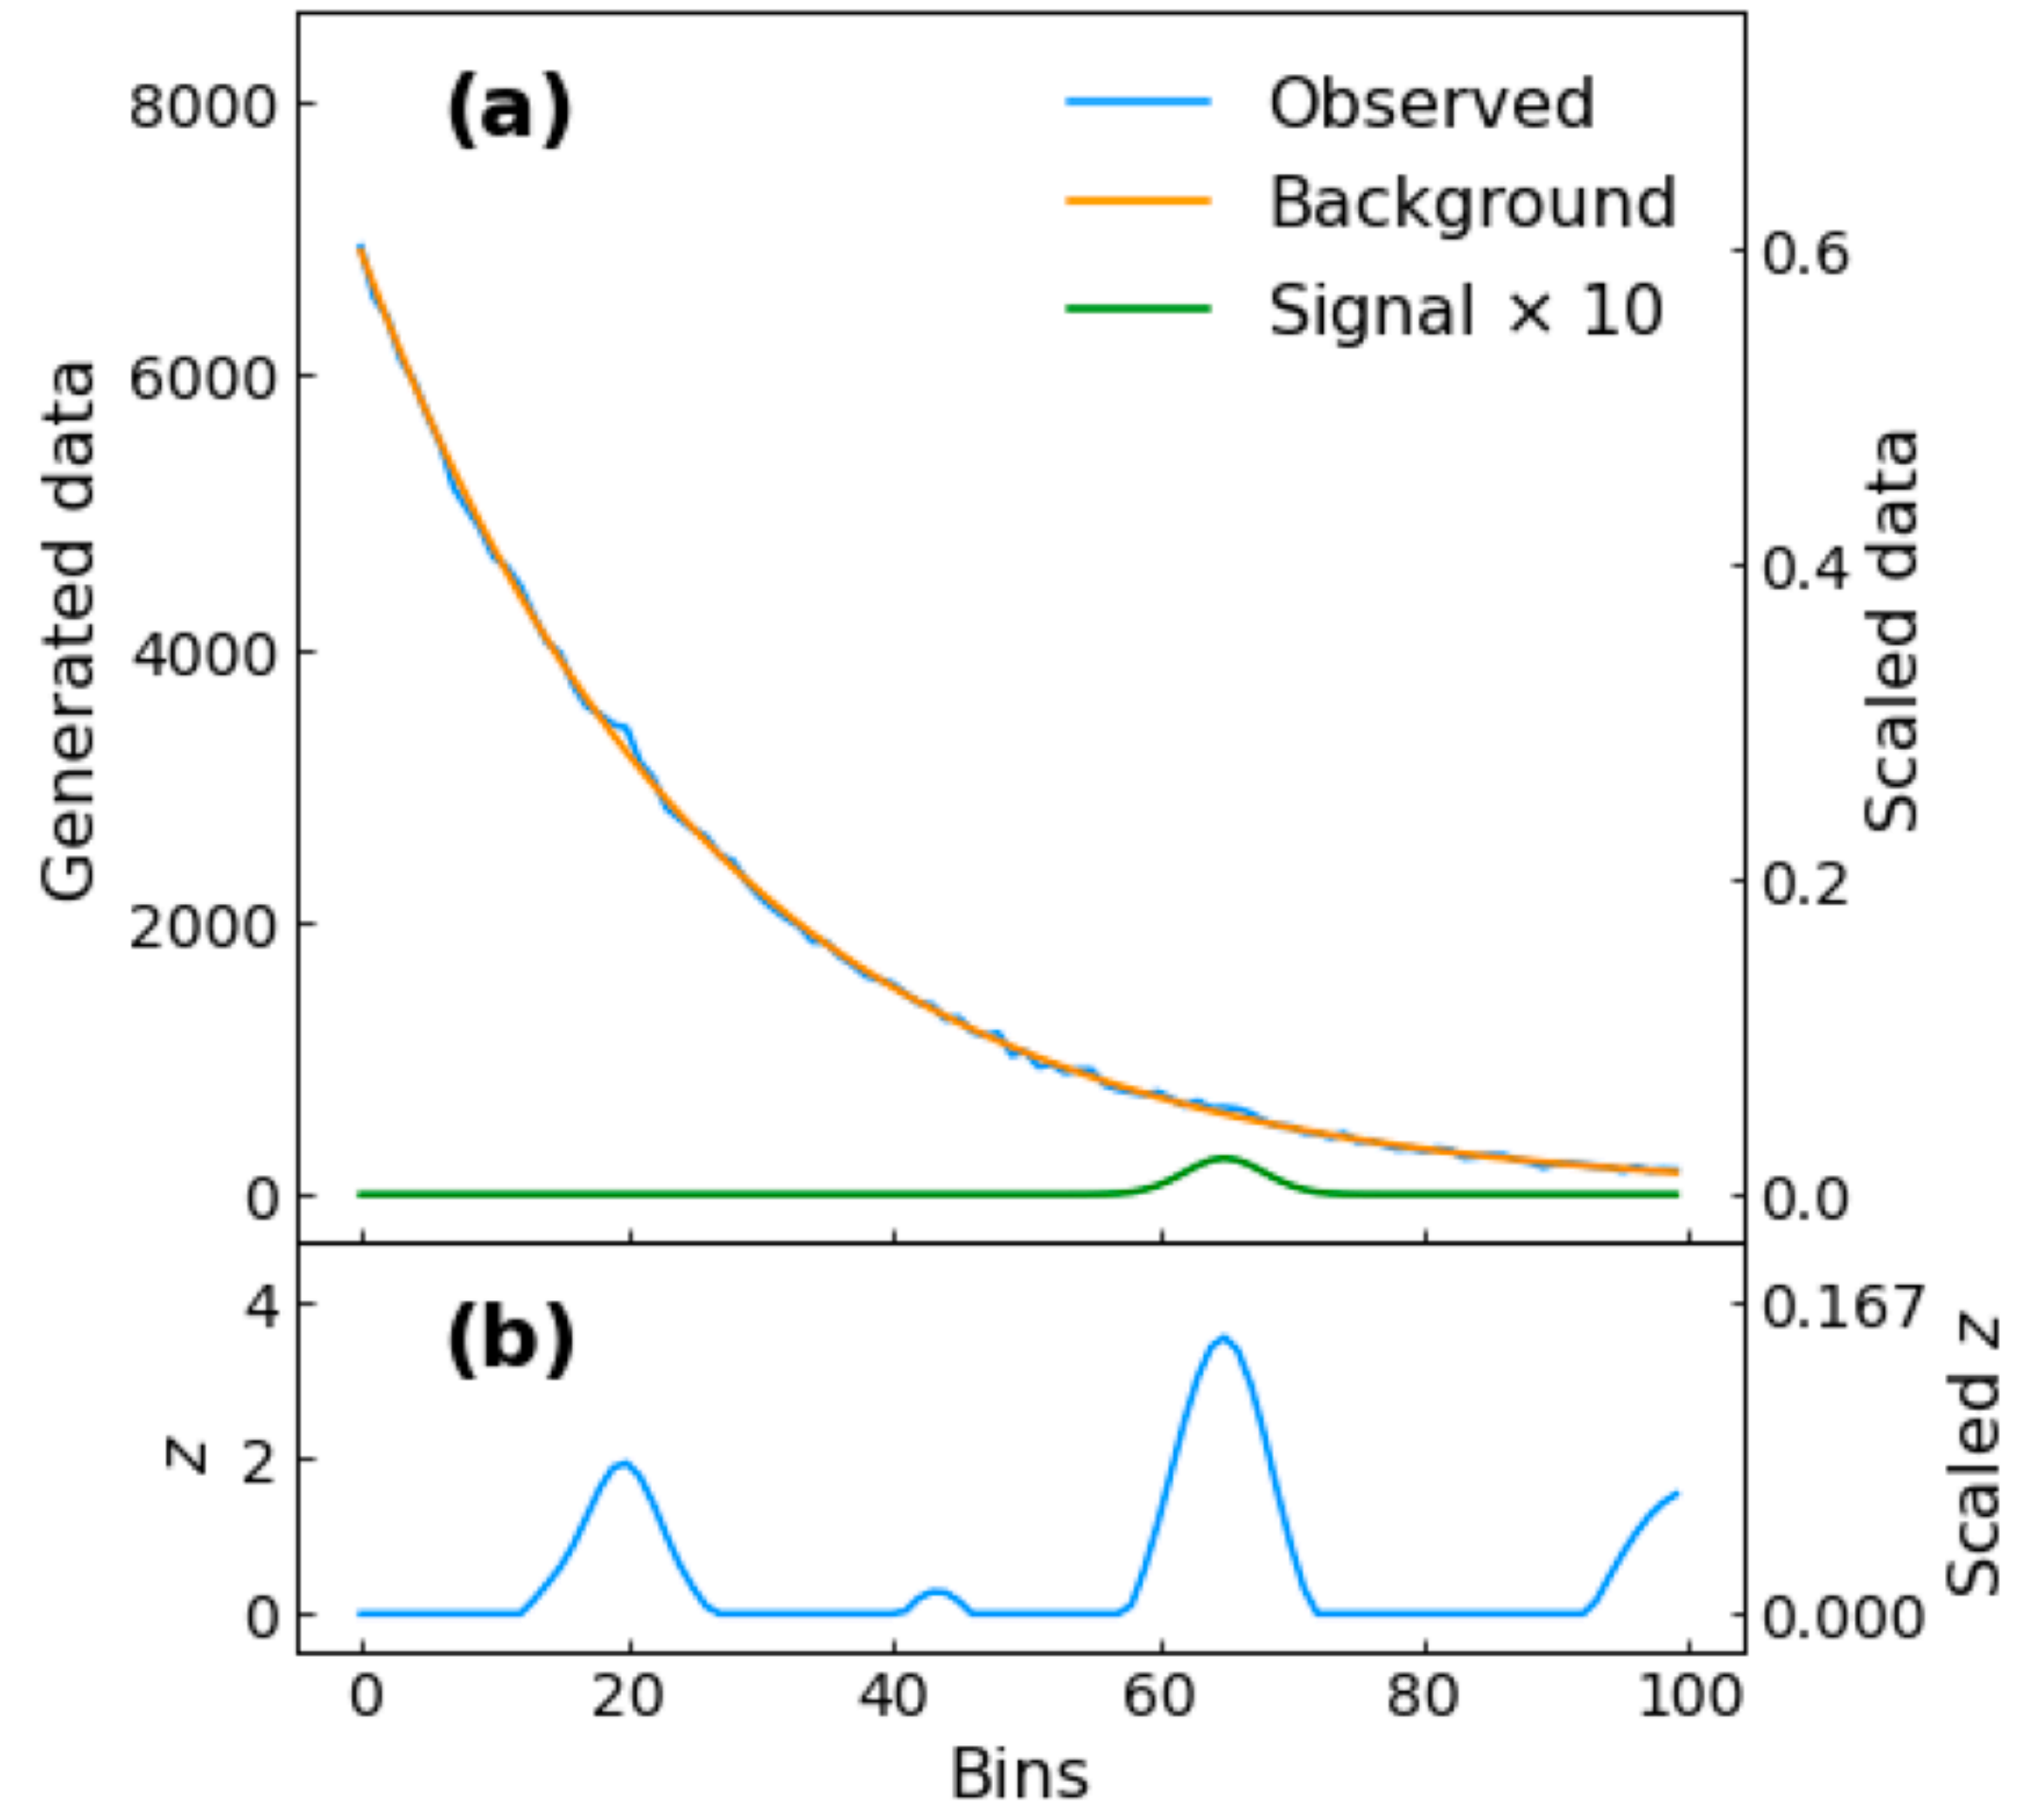 (a)
Observed
Background
Signal × 10
Generated data
8000
6000
4000
2000
0
0.6
0.4
0.2
0.0
Scaled data
(b)
z
4
2
0
0.167
0.000
Scaled z
0 20 40 60 80 100
Bins